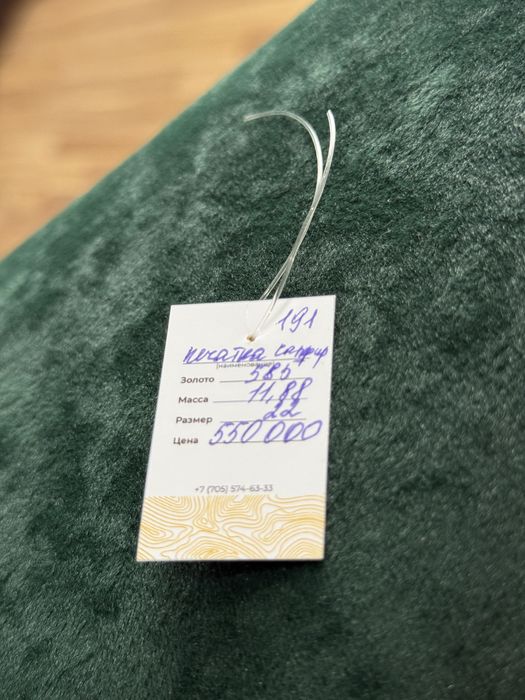 191
печатка сапфир
(наименование)
Золото 585
Масса 11,88
Размер 22
Цена 550 000
+7 (705) 574-63-33